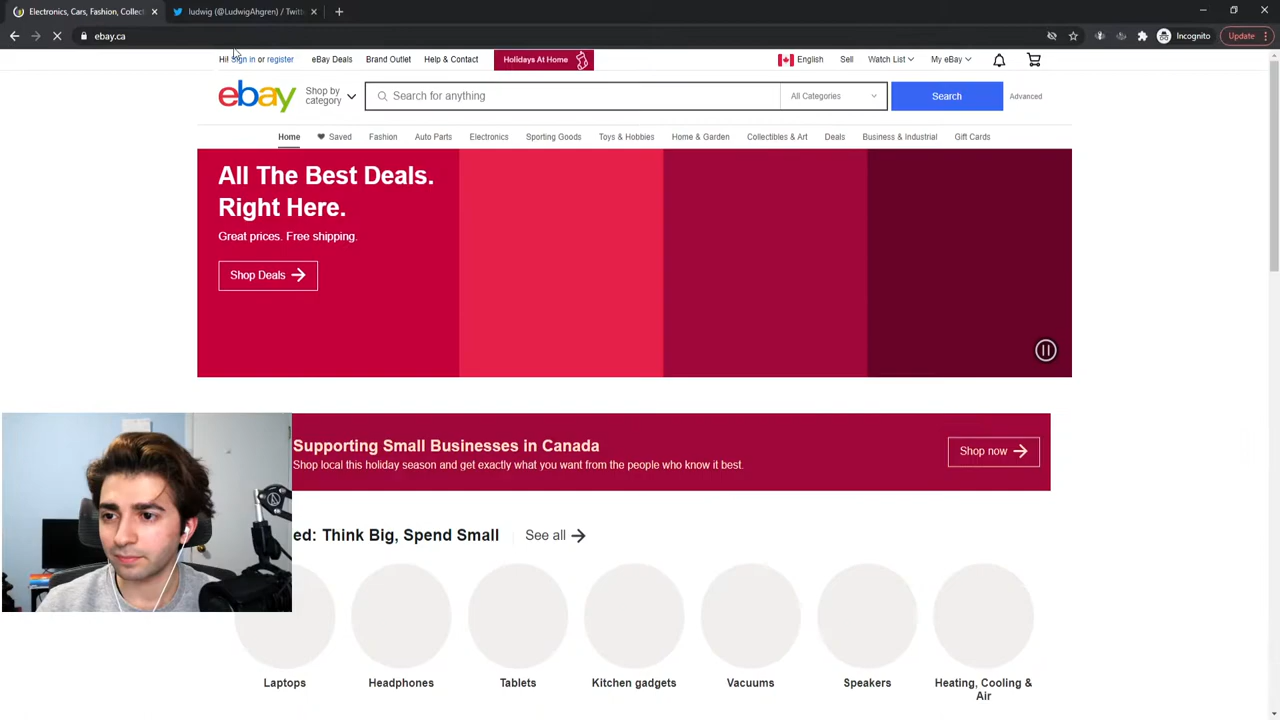 Electronics, Cars, Fashion, Collect
ludwig (@LudwigAhgren) / Twitt
ebay.ca
Incognito
Update
Hi! Sign in or register
eBay Deals
Brand Outlet
Help & Contact
Holidays At Home
English
Sell
Watch List
My eBay
ebay
Shop by
category
Search for anything
All Categories
Search
Advanced
Home
Saved
Fashion
Auto Parts
Electronics
Sporting Goods
Toys & Hobbies
Home & Garden
Collectibles & Art
Deals
Business & Industrial
Gift Cards
All The Best Deals.
Right Here.
Great prices. Free shipping.
Shop Deals
Supporting Small Businesses in Canada
Shop local this holiday season and get exactly what you want from the people who know it best.
Shop now
ed: Think Big, Spend Small
See all
Laptops
Headphones
Tablets
Kitchen gadgets
Vacuums
Speakers
Heating, Cooling &
Air